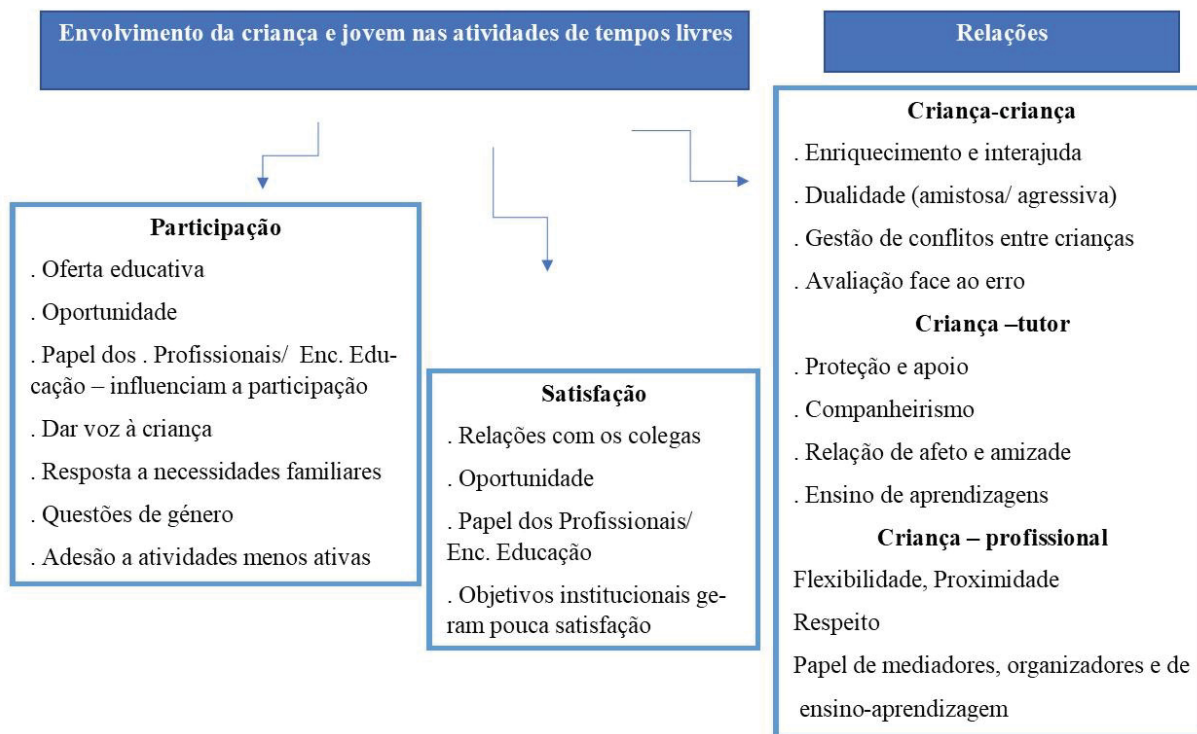 Envolvimento da criança e jovem nas atividades de tempos livres
Participação
. Oferta educativa
. Oportunidade
. Papel dos . Profissionais/ Enc. Edu-
cação – influenciam a participação
. Dar voz à criança
. Resposta a necessidades familiares
. Questões de género
. Adesão a atividades menos ativas
Satisfação
. Relações com os colegas
. Oportunidade
. Papel dos Profissionais/
Enc. Educação
. Objetivos institucionais ge-
ram pouca satisfação
Relações
Criança-criança
. Enriquecimento e interajuda
. Dualidade (amistosa/ agressiva)
. Gestão de conflitos entre crianças
. Avaliação face ao erro
Criança –tutor
. Proteção e apoio
. Companheirismo
. Relação de afeto e amizade
. Ensino de aprendizagens
Criança – profissional
Flexibilidade, Proximidade
Respeito
Papel de mediadores, organizadores e de
ensino-aprendizagem